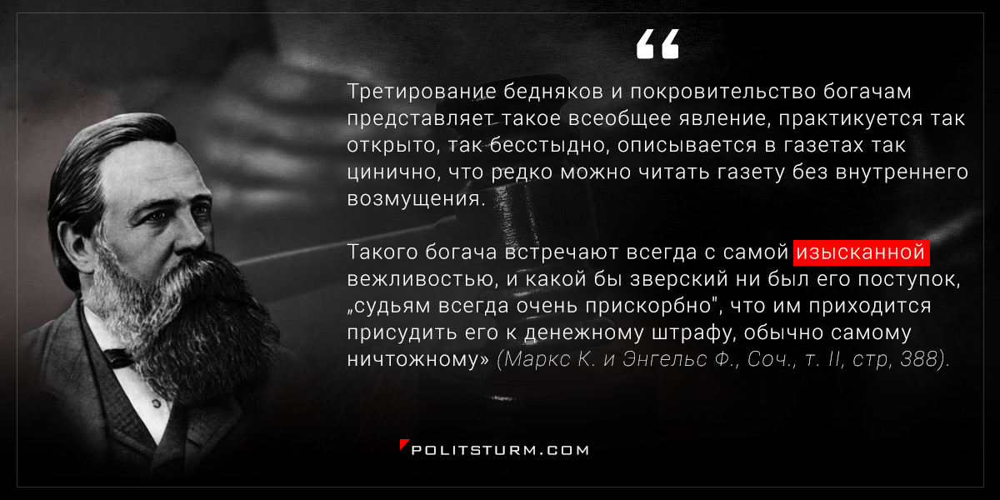 “
Третирование бедняков и покровительство богачам
представляет такое всеобщее явление, практикуется так
открыто, так бесстыдно, описывается в газетах так
цинично, что редко можно читать газету без внутреннего
возмущения.
Такого богача встречают всегда с самой изысканной
вежливостью, и какой бы зверский ни был его поступок,
„судьям всегда очень прискорбно", что им приходится
присудить его к денежному штрафу, обычно самому
ничтожному» (Маркс К. и Энгельс Ф., Соч., т. II, стр, 388).
POLITSTURM.COM